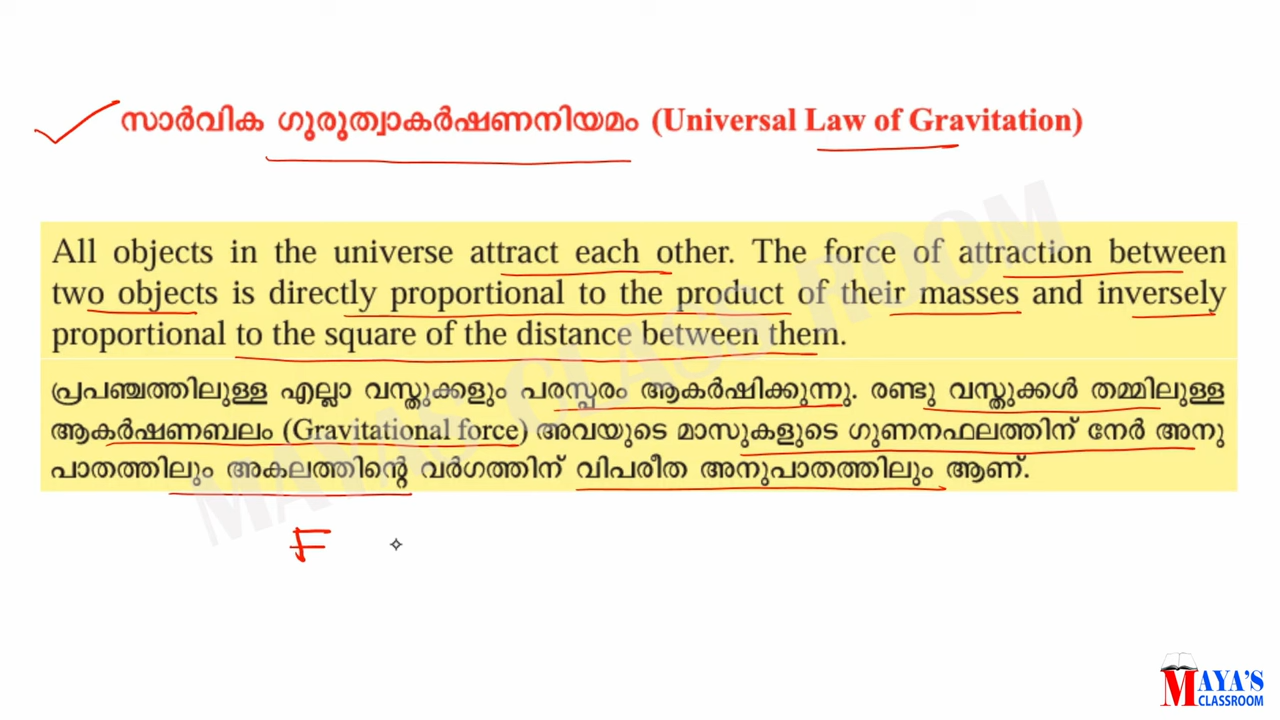 സാർവിക ഗുരുത്വാകർഷണനിയമം (Universal Law of Gravitation)
All objects in the universe attract each other. The force of attraction between
two objects is directly proportional to the product of their masses and inversely
proportional to the square of the distance between them.
പ്രപഞ്ചത്തിലുള്ള എല്ലാ വസ്തുക്കളും പരസ്പരം ആകർഷിക്കുന്നു. രണ്ടു വസ്തുക്കൾ തമ്മിലുള്ള
ആകർഷണബലം (Gravitational force) അവയുടെ മാസുകളുടെ ഗുണനഫലത്തിന് നേർ അനു
പാതത്തിലും അകലത്തിന്റെ വർഗത്തിന് വിപരീത അനുപാതത്തിലും ആണ്.
MAYAS CLASS ROOM
F
MAYA'S
CLASSROOM